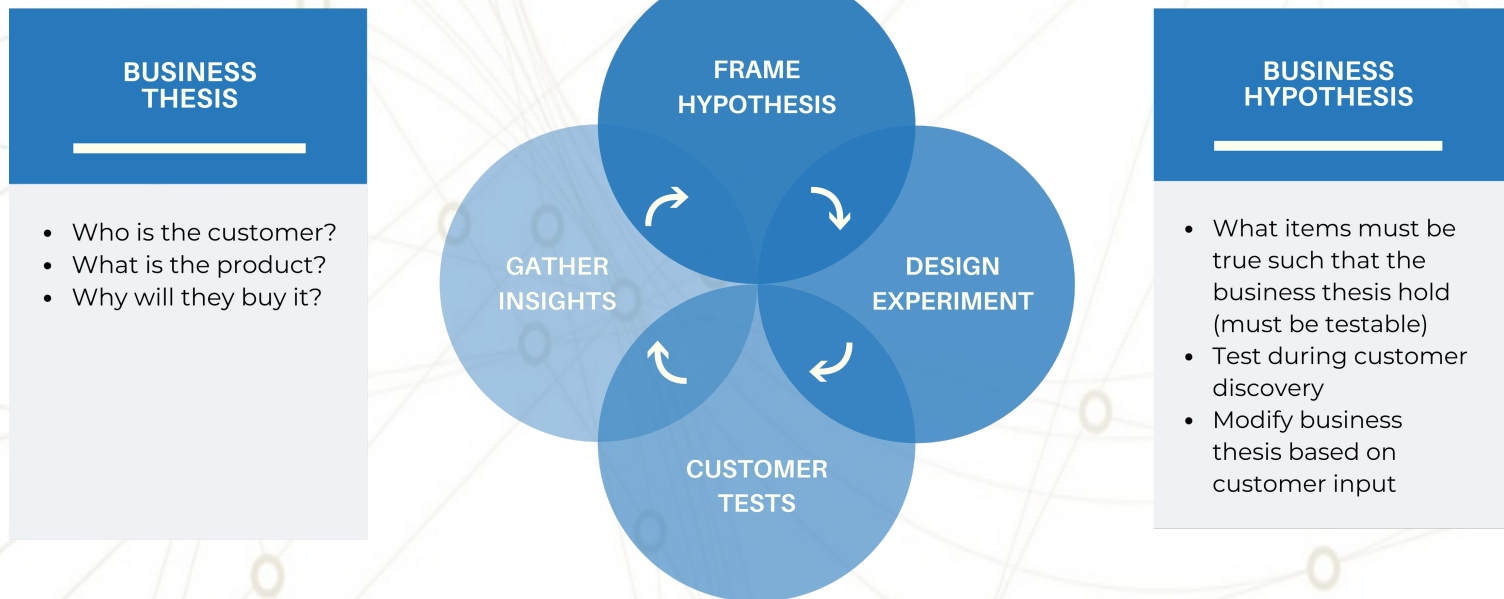 BUSINESS
THESIS
• Who is the customer?
• What is the product?
• Why will they buy it?
FRAME
HYPOTHESIS
GATHER
INSIGHTS
DESIGN
EXPERIMENT
CUSTOMER
TESTS
BUSINESS
HYPOTHESIS
• What items must be
true such that the
business thesis hold
(must be testable)
• Test during customer
discovery
• Modify business
thesis based on
customer input